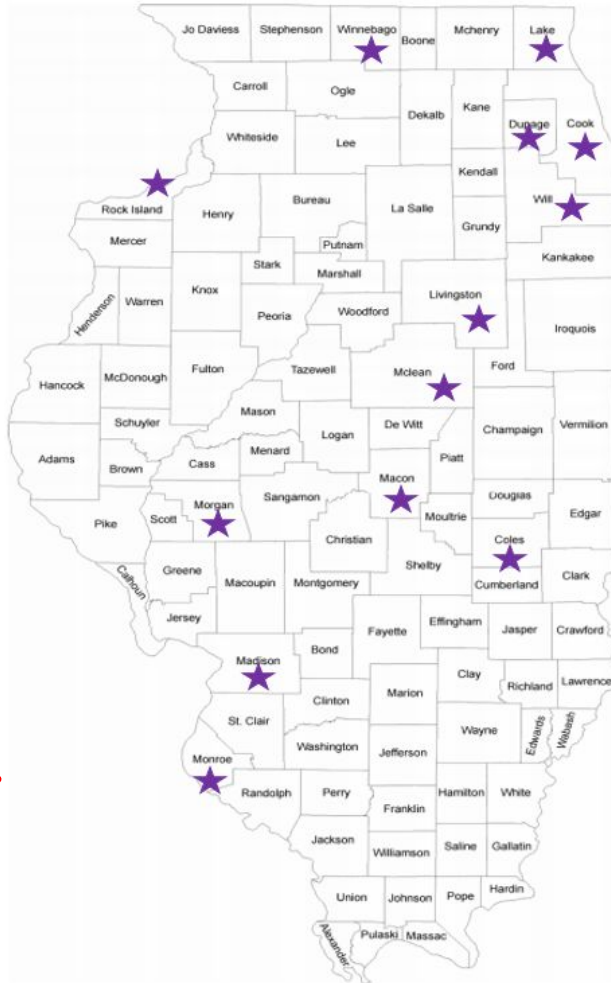 Jo Daviess
Stephenson
Winnebago
Boone
Mchenry
Lake
Carroll
Ogle
Dekalb
Kane
Dupage
Cook
Whiteside
Lee
Kendall
Will
Rock Island
Henry
Bureau
La Salle
Grundy
Mercer
Putnam
Kankakee
Stark
Marshall
Henderson
Warren
Knox
Peoria
Woodford
Livingston
Iroquois
Hancock
McDonough
Fulton
Tazewell
Mclean
Ford
Schuyler
Mason
Logan
De Witt
Champaign
Vermilion
Adams
Brown
Cass
Menard
Piatt
Macon
Pike
Scott
Morgan
Sangamon
Christian
Moultrie
Douglas
Edgar
Coles
Calhoun
Greene
Macoupin
Montgomery
Shelby
Cumberland
Clark
Jersey
Fayette
Effingham
Jasper
Crawford
Madison
Bond
Clay
Richland
Lawrence
Clinton
Marion
St. Clair
Wayne
Edwards
Wabash
Washington
Jefferson
Monroe
Randolph
Perry
Hamilton
White
Franklin
Jackson
Williamson
Saline
Gallatin
Union
Johnson
Pope
Hardin
Alexander
Pulaski
Massac